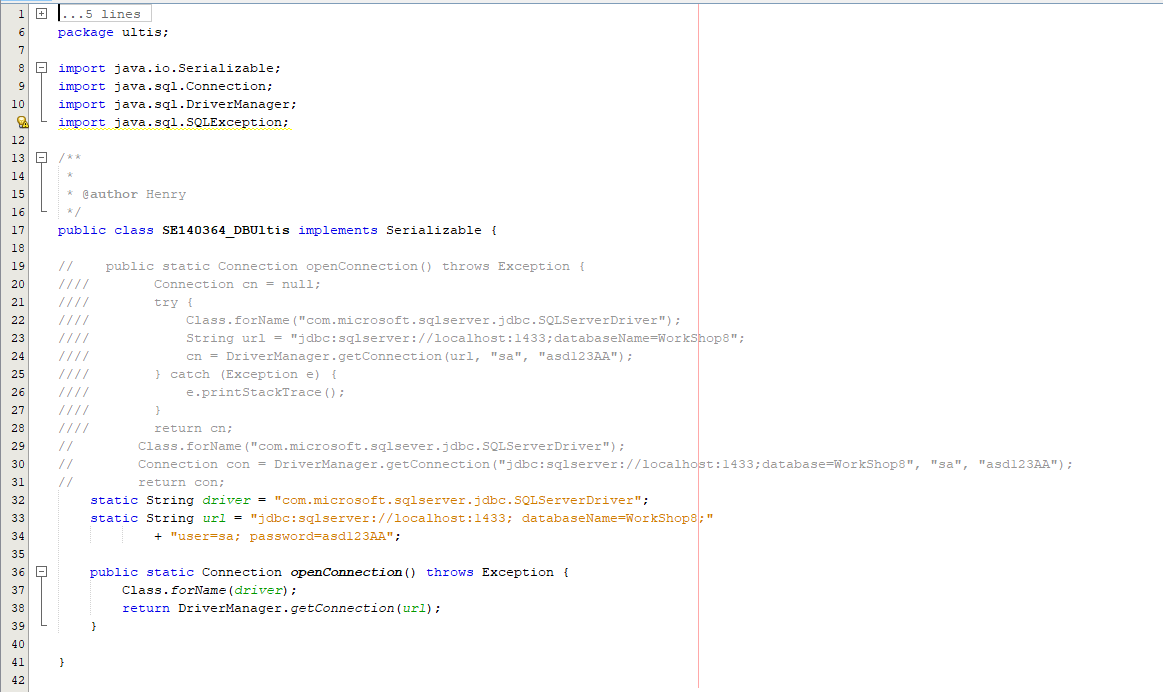 1 ...5 lines
6 package ultis;
7
8 import java.io.Serializable;
9 import java.sql.Connection;
10 import java.sql.DriverManager;
import java.sql.SQLException;
12
13 /**
14 *
15 * @author Henry
16 */
17 public class SE140364_DBUltis implements Serializable {
18
19 //    public static Connection openConnection() throws Exception {
20 ////        Connection cn = null;
21 ////        try {
22 ////            Class.forName("com.microsoft.sqlserver.jdbc.SQLServerDriver");
23 ////            String url = "jdbc:sqlserver://localhost:1433;databaseName=WorkShop8";
24 ////            cn = DriverManager.getConnection(url, "sa", "asd123AA");
25 ////        } catch (Exception e) {
26 ////            e.printStackTrace();
27 ////        }
28 ////        return cn;
29 //        Class.forName("com.microsoft.sqlsever.jdbc.SQLServerDriver");
30 //        Connection con = DriverManager.getConnection("jdbc:sqlserver://localhost:1433;database=WorkShop8", "sa", "asd123AA");
31 //        return con;
32     static String driver = "com.microsoft.sqlserver.jdbc.SQLServerDriver";
33     static String url = "jdbc:sqlserver://localhost:1433; databaseName=WorkShop8;"
34             + "user=sa; password=asd123AA";
35
36     public static Connection openConnection() throws Exception {
37         Class.forName(driver);
38         return DriverManager.getConnection(url);
39     }
40
41 }
42